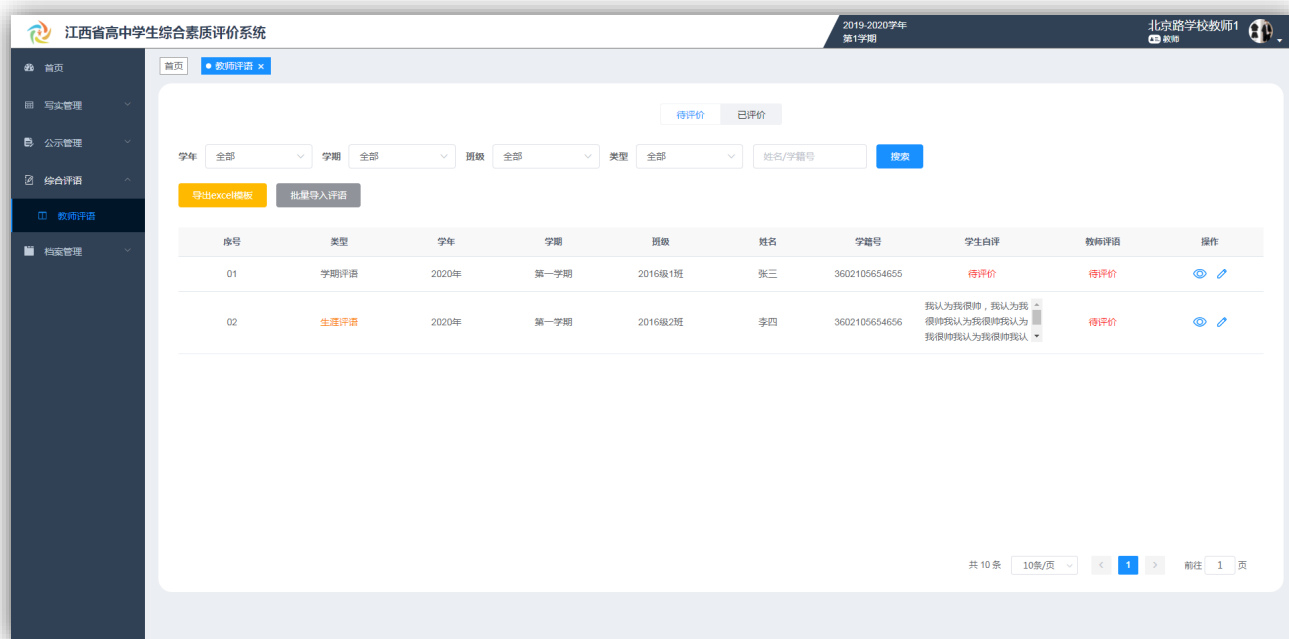 江西省高中学生综合素质评价系统
2019-2020学年
第1学期
北京路学校教师1
教师
首页
写实管理
公示管理
综合评语
教师评语
档案管理
首页
教师评语 ×
待评价 已评价
学年 全部 学期 全部 班级 全部 类型 全部 姓名/学籍号 搜索
导出excel模板 批量导入评语
序号 类型 学年 学期 班级 姓名 学籍号 学生自评 教师评语 操作
01 学期评语 2020年 第一学期 2016级1班 张三 3602105654655 待评价 待评价
02 生涯评语 2020年 第一学期 2016级2班 李四 3602105654656 我认为我很帅，我认为我
很帅我认为我很帅我认为
我很帅我认为我很帅我认
待评价
共 10 条 10条/页 < 1 > 前往 1 页